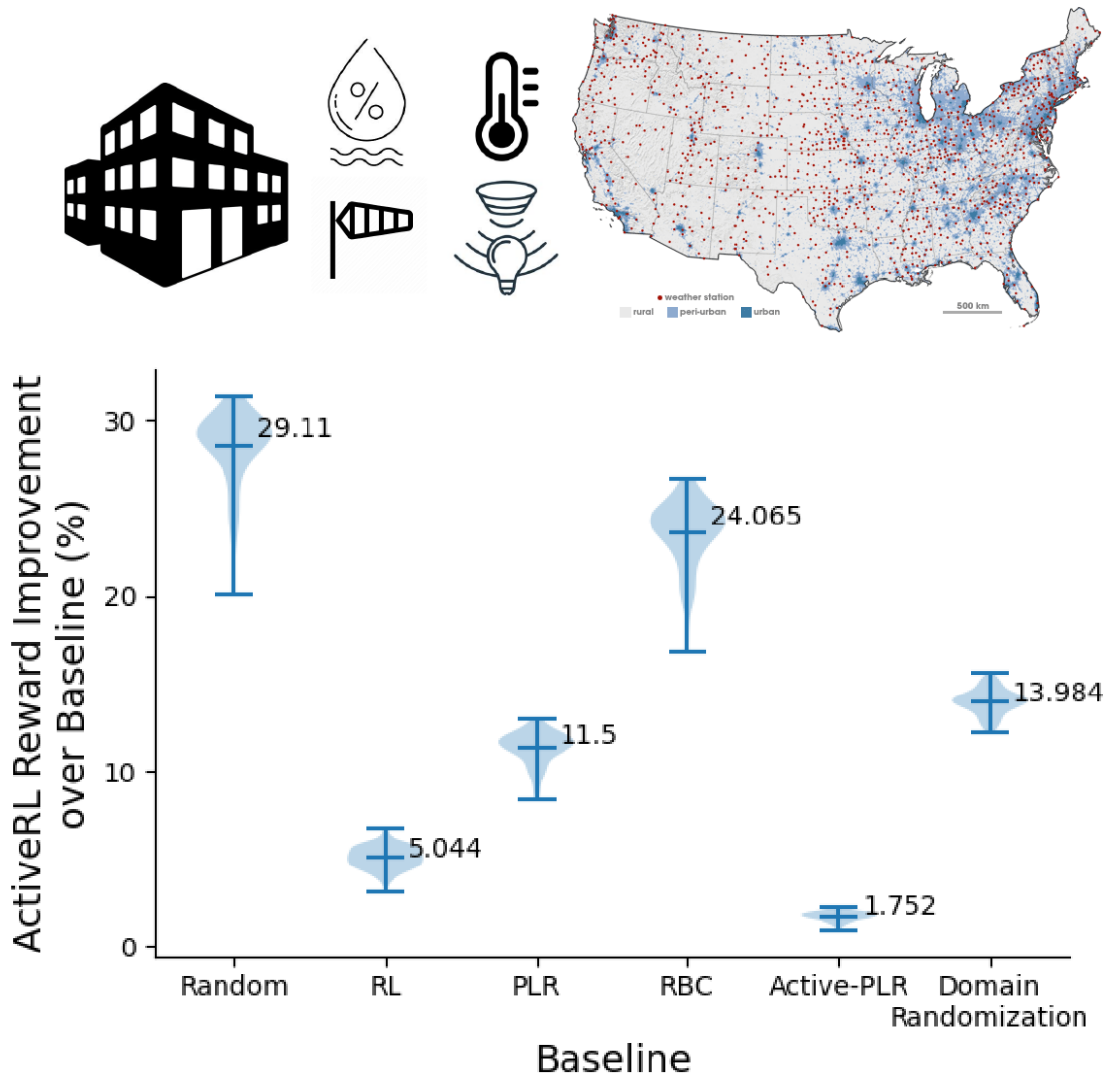 %
weather station
rural
peri-urban
urban
500 km
ActiveRL Reward Improvement
over Baseline (%)
30
20
10
0
29.11
5.044
11.5
24.065
1.752
13.984
Random
RL
PLR
RBC
Active-PLR
Domain
Randomization
Baseline